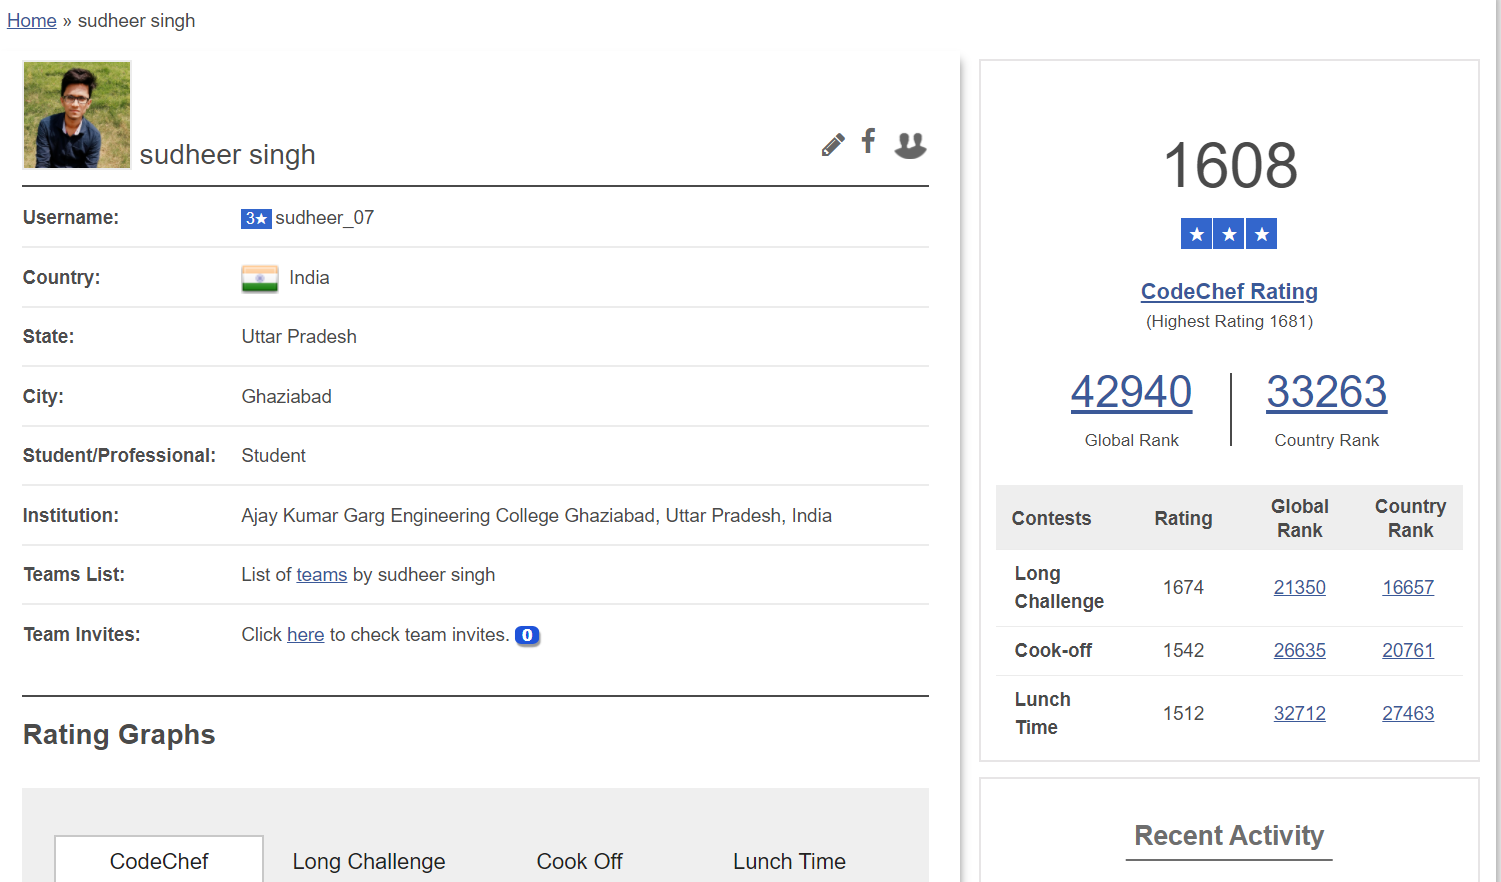 Home » sudheer singh
sudheer singh
Username: 3★ sudheer_07
Country: India
State: Uttar Pradesh
City: Ghaziabad
Student/Professional: Student
Institution: Ajay Kumar Garg Engineering College Ghaziabad, Uttar Pradesh, India
Teams List: List of teams by sudheer singh
Team Invites: Click here to check team invites. 0
Rating Graphs
CodeChef Long Challenge Cook Off Lunch Time
1608
★ ★ ★
CodeChef Rating
(Highest Rating 1681)
42940 33263
Global Rank Country Rank
Contests Rating Global Rank Country Rank
Long Challenge 1674 21350 16657
Cook-off 1542 26635 20761
Lunch Time 1512 32712 27463
Recent Activity